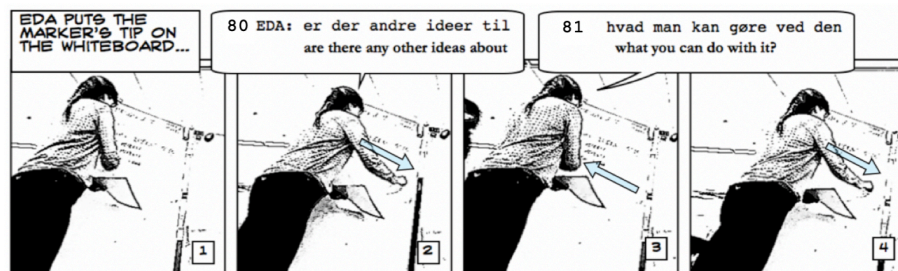 EDA PUTS THE
MARKER'S TIP ON
THE WHITEBOARD...
80 EDA: er der andre ideer til
are there any other ideas about
81 hvad man kan gøre ved den
what you can do with it?
1
2
3
4